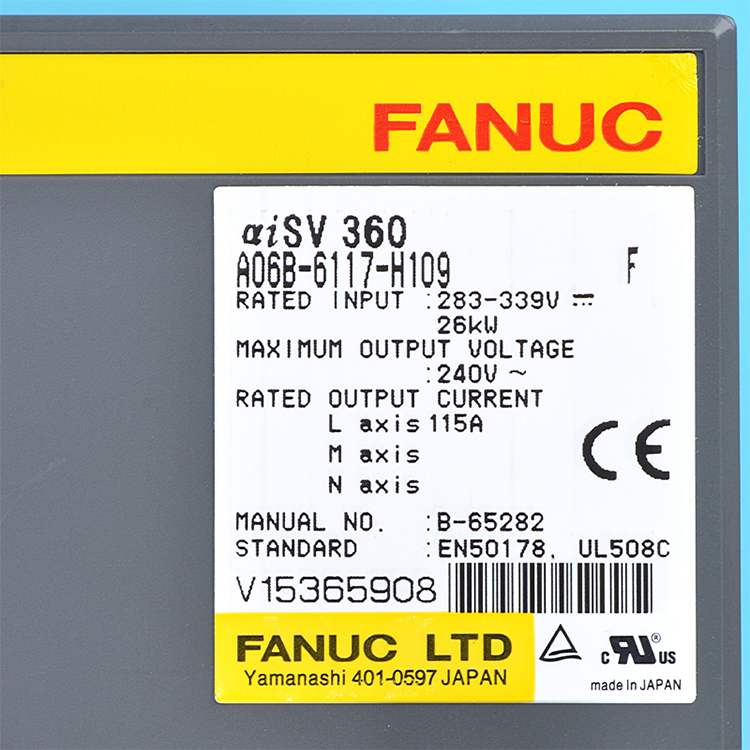 FANUC
αiSV 360
A06B-6117-H109 F
RATED INPUT :283-339V ⎓
26kW
MAXIMUM OUTPUT VOLTAGE
:240V ~
RATED OUTPUT CURRENT
L axis 115A
M axis
N axis
CE
MANUAL NO. :B-65282
STANDARD :EN50178, UL508C
V15365908
FANUC LTD
Yamanashi 401-0597 JAPAN
c RU ® US
made In JAPAN